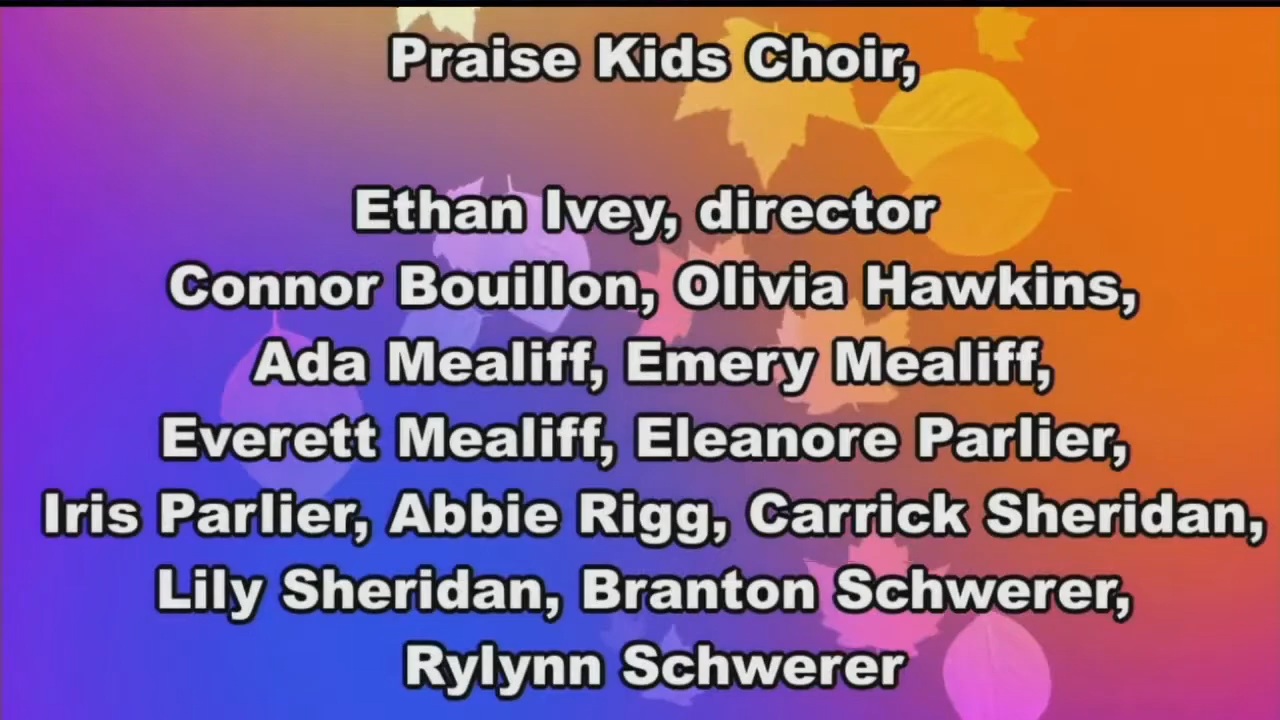 Praise Kids Choir,
Ethan Ivey, director
Connor Bouillon, Olivia Hawkins,
Ada Mealiff, Emery Mealiff,
Everett Mealiff, Eleanore Parlier,
Iris Parlier, Abbie Rigg, Carrick Sheridan,
Lily Sheridan, Branton Schwerer,
Rylynn Schwerer